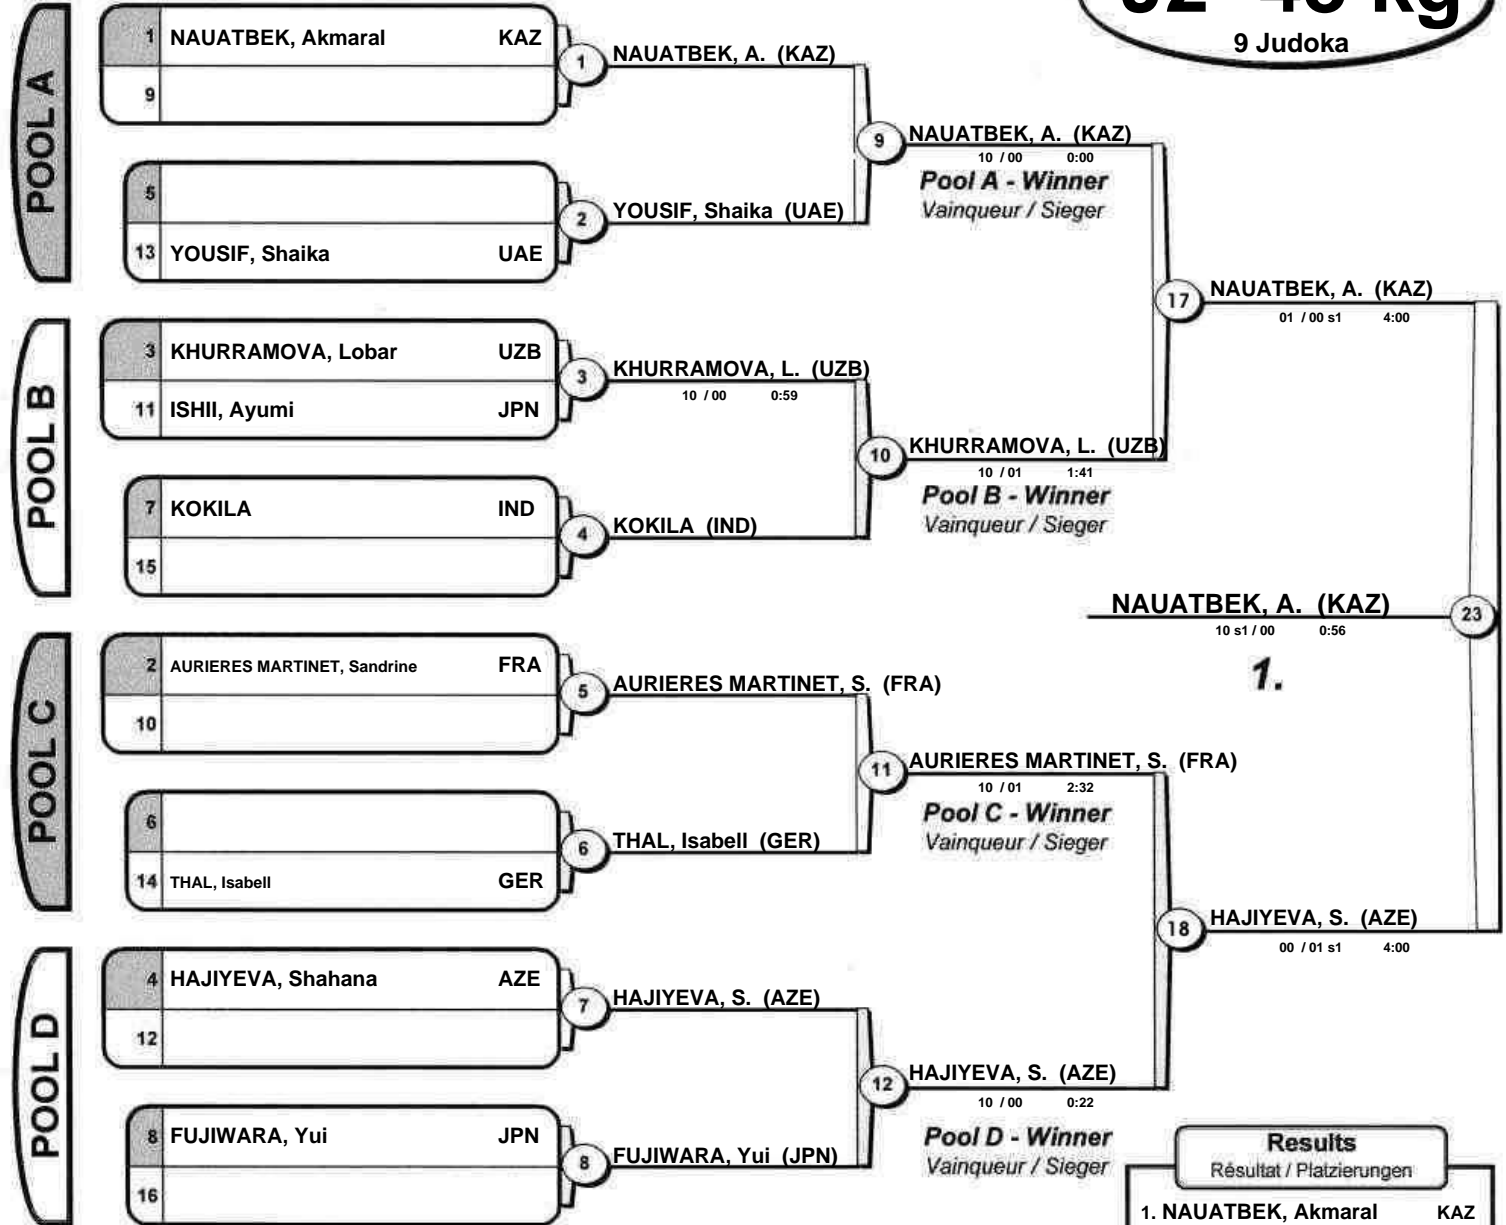 9 Judoka
POOL A
1 NAUATBEK, Akmaral KAZ
9
1
NAUATBEK, A. (KAZ)
5
13 YOUSIF, Shaika UAE
2
YOUSIF, Shaika (UAE)
9
NAUATBEK, A. (KAZ)
10 / 00 0:00
Pool A - Winner
Vainqueur / Sieger
POOL B
3 KHURRAMOVA, Lobar UZB
11 ISHII, Ayumi JPN
3
KHURRAMOVA, L. (UZB)
10 / 00 0:59
7 KOKILA IND
15
4
KOKILA (IND)
10
KHURRAMOVA, L. (UZB)
10 / 01 1:41
Pool B - Winner
Vainqueur / Sieger
17
NAUATBEK, A. (KAZ)
01 / 00 s1 4:00
NAUATBEK, A. (KAZ)
10 s1 / 00 0:56
23
1.
POOL C
2 AURIERES MARTINET, Sandrine FRA
10
5
AURIERES MARTINET, S. (FRA)
6
14 THAL, Isabell GER
6
THAL, Isabell (GER)
11
AURIERES MARTINET, S. (FRA)
10 / 01 2:32
Pool C - Winner
Vainqueur / Sieger
18
HAJIYEVA, S. (AZE)
00 / 01 s1 4:00
POOL D
4 HAJIYEVA, Shahana AZE
12
7
HAJIYEVA, S. (AZE)
8 FUJIWARA, Yui JPN
16
8
FUJIWARA, Yui (JPN)
12
HAJIYEVA, S. (AZE)
10 / 00 0:22
Pool D - Winner
Vainqueur / Sieger
Results
Résultat / Platzierungen
1. NAUATBEK, Akmaral KAZ